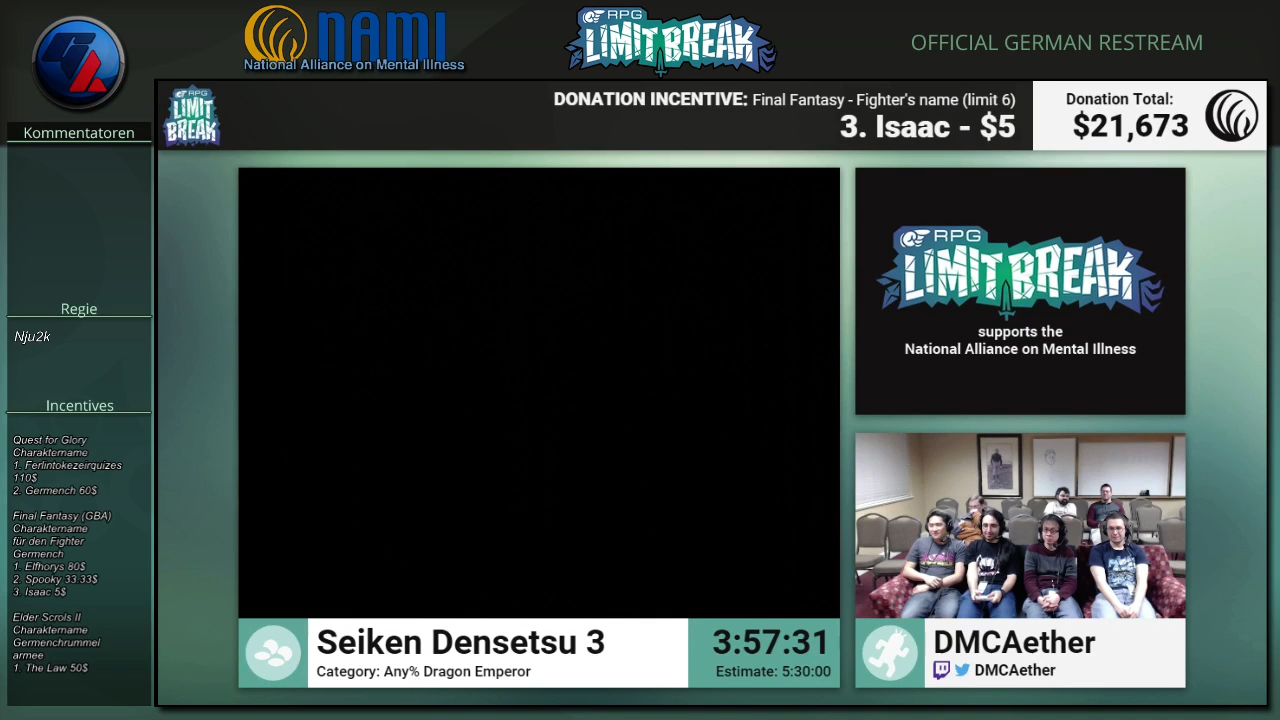 NAMI
National Alliance on Mental Illness
RPG
LIMIT BREAK
OFFICIAL GERMAN RESTREAM
Kommentatoren
Regie
Nju2k
Incentives
Quest for Glory
Charaktername
1. Ferlintokezeirquizes
110$
2. Germench 60$
Final Fantasy (GBA)
Charaktername
für den Fighter
Germench
1. Elfhorys 80$
2. Spooky 33.33$
3. Isaac 5$
Elder Scrolls II
Charaktername
Germenchrummel
armee
1. The Law 50$
RPG
LIMIT
BREAK
DONATION INCENTIVE: Final Fantasy - Fighter's name (limit 6)
3. Isaac - $5
Donation Total:
$21,673
RPG
LIMIT BREAK
supports the
National Alliance on Mental Illness
Seiken Densetsu 3
Category: Any% Dragon Emperor
3:57:31
Estimate: 5:30:00
DMCAether
DMCAether